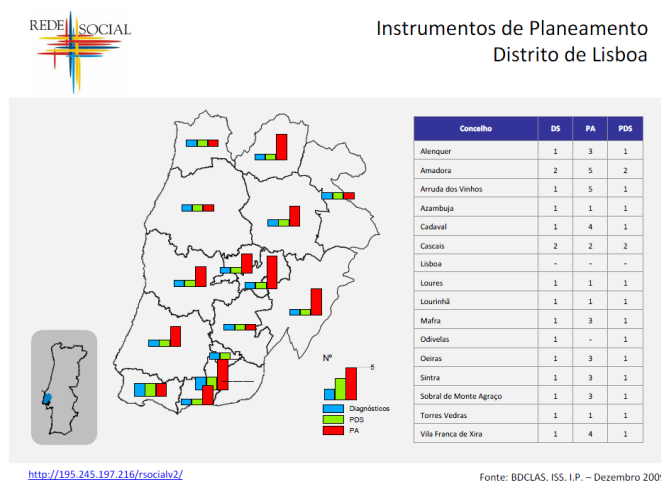 REDE SOCIAL
Instrumentos de Planeamento
Distrito de Lisboa
Concelho DS PA PDS
Alenquer 1 3 1
Amadora 2 5 2
Arruda dos Vinhos 1 5 1
Azambuja 1 1 1
Cadaval 1 4 1
Cascais 2 2 2
Lisboa - - -
Loures 1 1 1
Lourinhã 1 1 1
Mafra 1 3 1
Odivelas 1 - 1
Oeiras 1 3 1
Sintra 1 3 1
Sobral de Monte Agraço 1 3 1
Torres Vedras 1 1 1
Vila Franca de Xira 1 4 1
Nº
5
Diagnósticos
PDS
PA
http://195.245.197.216/rsocialv2/
Fonte: BDCLAS, ISS, I.P. – Dezembro 2009